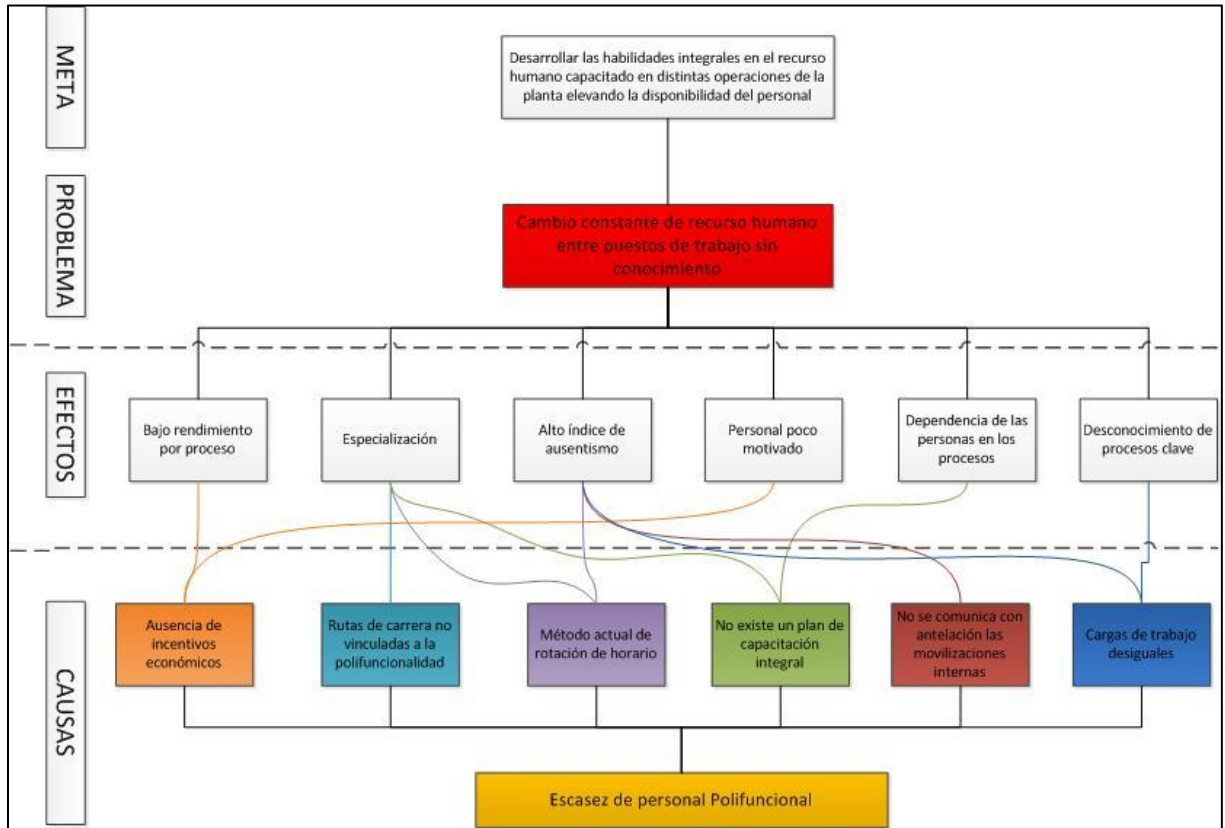 META
Desarrollar las habilidades integrales en el recurso
humano capacitado en distintas operaciones de la
planta elevando la disponibilidad del personal
PROBLEMA
Cambio constante de recurso humano
entre puestos de trabajo sin
conocimiento
EFECTOS
Bajo rendimiento
por proceso
Especialización
Alto índice de
ausentismo
Personal poco
motivado
Dependencia de las
personas en los
procesos
Desconocimiento de
procesos clave
CAUSAS
Ausencia de
incentivos
económicos
Rutas de carrera no
vinculadas a la
polifuncionalidad
Método actual de
rotación de horario
No existe un plan de
capacitación
integral
No se comunica con
antelación las
movilizaciones
internas
Cargas de trabajo
desiguales
Escasez de personal Polifuncional